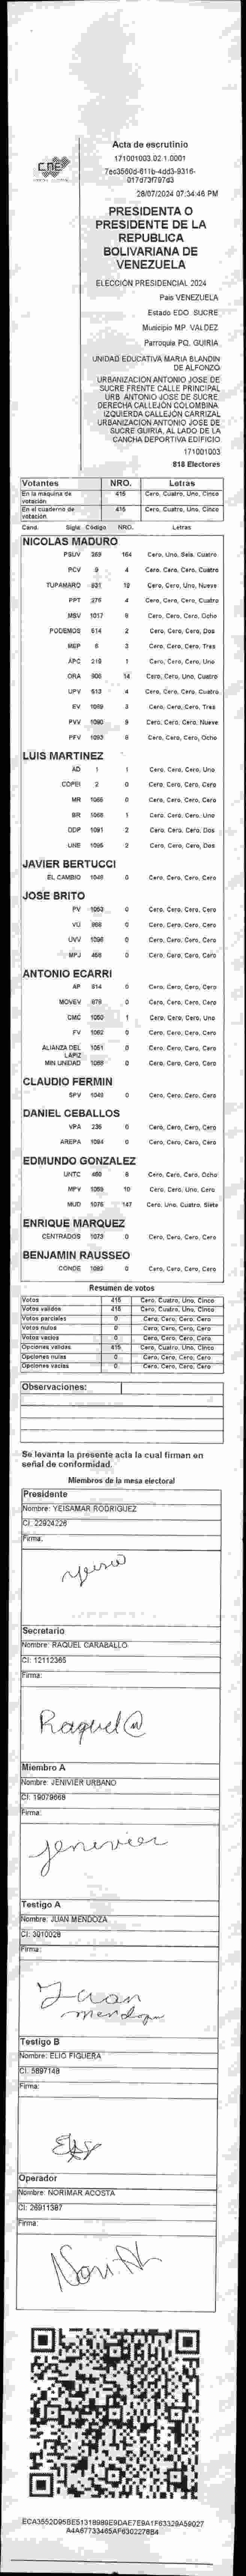 CNE
Acta de escrutinio
171001003.02.1.0001
7ec3560d-611b-4dd3-9316-
017d73f797d3
28/07/2024 07:34:46 PM
PRESIDENTA O
PRESIDENTE DE LA
REPUBLICA
BOLIVARIANA DE
VENEZUELA
ELECCIÓN PRESIDENCIAL 2024
Pais VENEZUELA
Estado EDO. SUCRE
Municipio MP. VALDEZ
Parroquia PQ. GUIRIA
UNIDAD EDUCATIVA MARIA BLANDIN
DE ALFONZO
URBANIZACION ANTONIO JOSE DE
SUCRE FRENTE CALLE PRINCIPAL
URB. ANTONIO JOSE DE SUCRE.
DERECHA CALLEJÓN COLOMBINA.
IZQUIERDA CALLEJÓN CARRIZAL
URBANIZACION ANTONIO JOSE DE
SUCRE GUIRIA, AL LADO DE LA
CANCHA DEPORTIVA EDIFICIO
171001003
818 Electores
Votantes NRO. Letras
En la maquina de votación 415 Cero, Cuatro, Uno, Cinco
En el cuaderno de votación 415 Cero, Cuatro, Uno, Cinco
Cand. Sigla Código NRO. Letras
NICOLAS MADURO
PSUV 269 164 Cero, Uno, Seis, Cuatro
PCV 9 4 Cero, Cero, Cero, Cuatro
TUPAMARO 931 19 Cero, Cero, Uno, Nueve
PPT 276 4 Cero, Cero, Cero, Cuatro
MSV 1017 8 Cero, Cero, Cero, Ocho
PODEMOS 614 2 Cero, Cero, Cero, Dos
MEP 6 3 Cero, Cero, Cero, Tres
APC 218 1 Cero, Cero, Cero, Uno
ORA 906 14 Cero, Cero, Uno, Cuatro
UPV 613 4 Cero, Cero, Cero, Cuatro
EV 1069 3 Cero, Cero, Cero, Tres
PVV 1090 9 Cero, Cero, Cero, Nueve
PFV 1093 8 Cero, Cero, Cero, Ocho
LUIS MARTINEZ
AD 1 1 Cero, Cero, Cero, Uno
COPEI 2 0 Cero, Cero, Cero, Cero
MR 1066 0 Cero, Cero, Cero, Cero
BR 1068 1 Cero, Cero, Cero, Uno
DDP 1091 2 Cero, Cero, Cero, Dos
UNE 1095 2 Cero, Cero, Cero, Dos
JAVIER BERTUCCI
EL CAMBIO 1048 0 Cero, Cero, Cero, Cero
JOSE BRITO
PV 1053 0 Cero, Cero, Cero, Cero
VU 868 0 Cero, Cero, Cero, Cero
UVV 1096 0 Cero, Cero, Cero, Cero
MPJ 468 0 Cero, Cero, Cero, Cero
ANTONIO ECARRI
AP 814 0 Cero, Cero, Cero, Cero
MOVEV 879 0 Cero, Cero, Cero, Cero
CMC 1050 1 Cero, Cero, Cero, Uno
FV 1062 0 Cero, Cero, Cero, Cero
ALIANZA DEL LAPIZ 1051 0 Cero, Cero, Cero, Cero
MIN UNIDAD 1088 0 Cero, Cero, Cero, Cero
CLAUDIO FERMIN
SPV 1043 0 Cero, Cero, Cero, Cero
DANIEL CEBALLOS
VPA 236 0 Cero, Cero, Cero, Cero
AREPA 1094 0 Cero, Cero, Cero, Cero
EDMUNDO GONZALEZ
UNTC 460 8 Cero, Cero, Cero, Ocho
MPV 1059 10 Cero, Cero, Uno, Cero
MUD 1075 147 Cero, Uno, Cuatro, Siete
ENRIQUE MARQUEZ
CENTRADOS 1073 0 Cero, Cero, Cero, Cero
BENJAMIN RAUSSEO
CONDE 1092 0 Cero, Cero, Cero, Cero
Resumen de votos
Votos 415 Cero, Cuatro, Uno, Cinco
Votos válidos 415 Cero, Cuatro, Uno, Cinco
Votos parciales 0 Cero, Cero, Cero, Cero
Votos nulos 0 Cero, Cero, Cero, Cero
Votos vacios 0 Cero, Cero, Cero, Cero
Opciones válidas 415 Cero, Cuatro, Uno, Cinco
Opciones nulas 0 Cero, Cero, Cero, Cero
Opciones vacias 0 Cero, Cero, Cero, Cero
Observaciones:
Se levanta la presente acta la cual firman en
señal de conformidad.
Miembros de la mesa electoral
Presidente
Nombre: YEISAMAR RODRIGUEZ
CI: 22924226
Firma:
Secretario
Nombre: RAQUEL CARABALLO
CI: 12112365
Firma:
Raquel
Miembro A
Nombre: JENIVIER URBANO
CI: 19079668
Firma:
jenivier
Testigo A
Nombre: JUAN MENDOZA
CI: 3010028
Firma:
Juan
Mendoza
Testigo B
Nombre: ELIO FIGUERA
CI: 5897148
Firma:
Operador
Nombre: NORIMAR ACOSTA
CI: 26911387
Firma:
ECA3552D95BE51318989E9DAE7E9A1F63329A59027
A4A67733465AF6302276B4